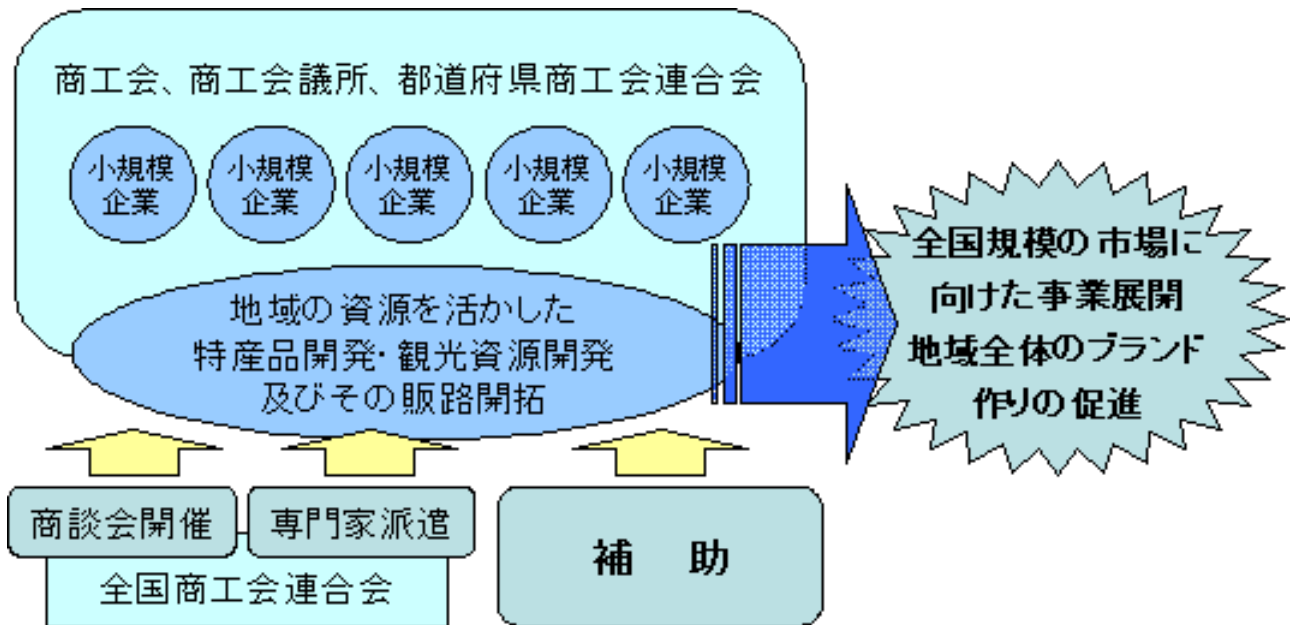 商工会、商工会議所、都道府県商工会連合会
小規模
企業
小規模
企業
小規模
企業
小規模
企業
小規模
企業
地域の資源を活かした
特産品開発・観光資源開発
及びその販路開拓
全国規模の市場に
向けた事業展開
地域全体のブランド
作りの促進
商談会開催
専門家派遣
全国商工会連合会
補 助